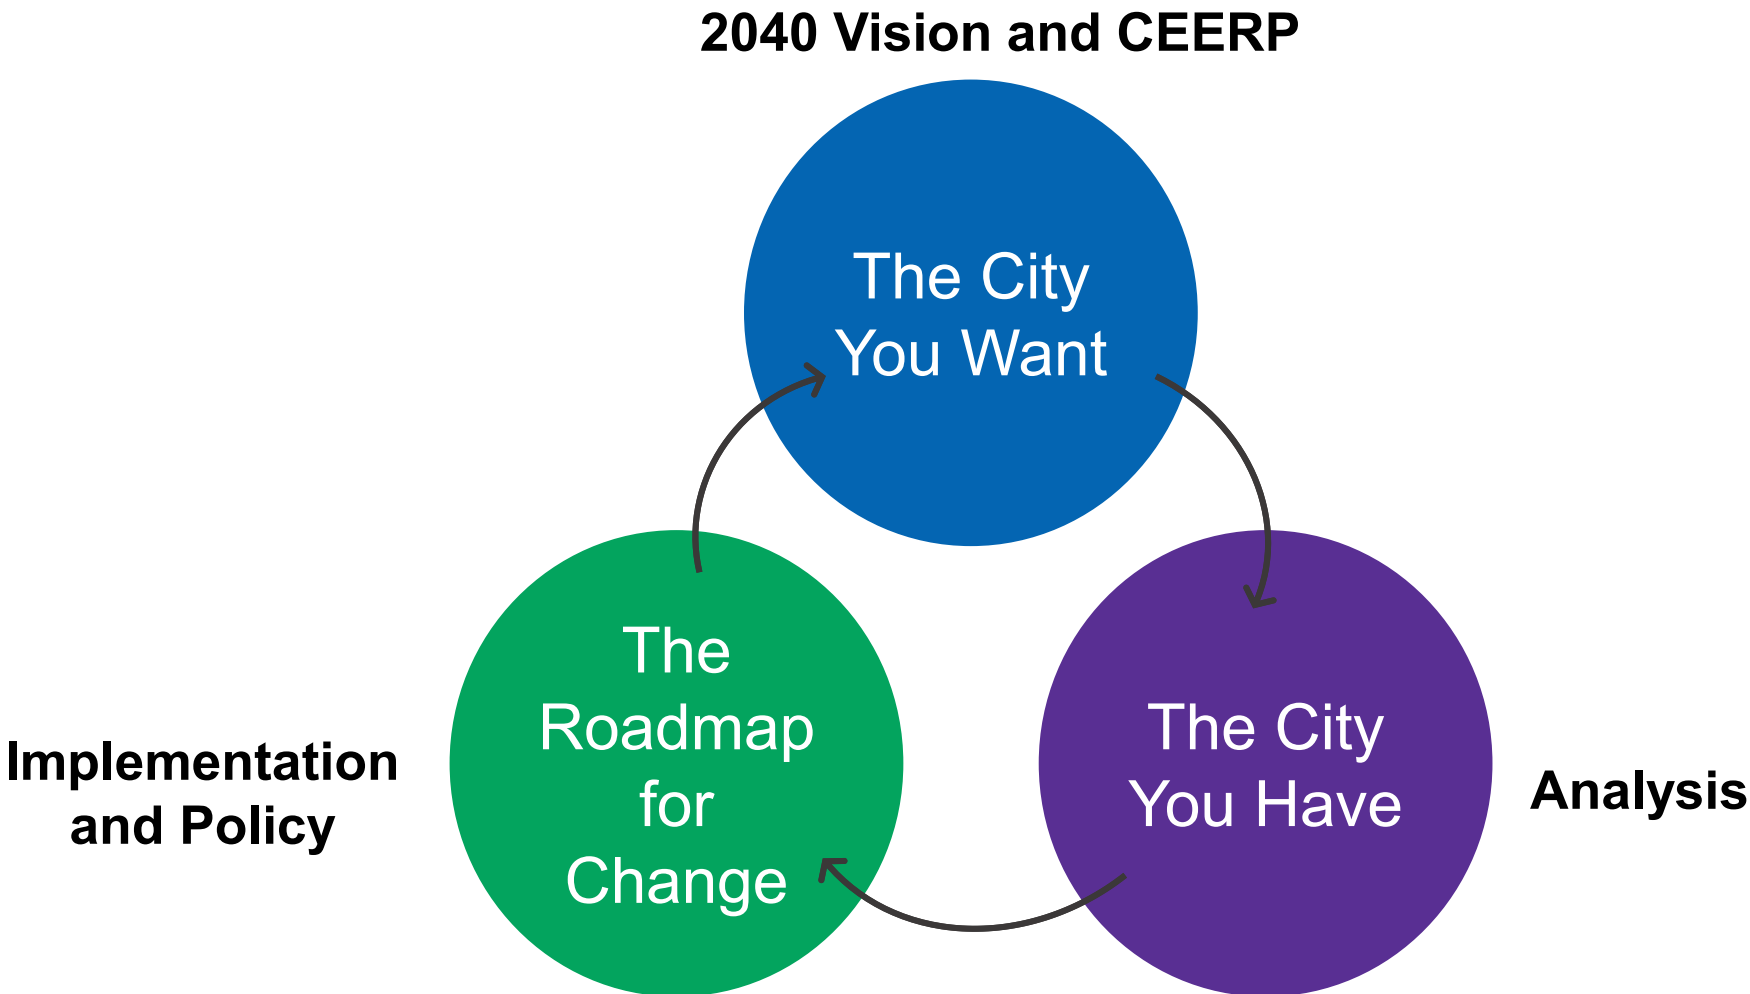 2040 Vision and CEERP
The City
You Want
The
Roadmap
for
Change
The City
You Have
Implementation
and Policy
Analysis